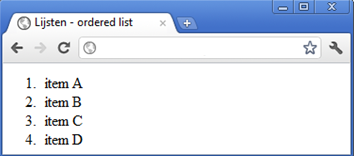 Lijsten - ordered list
1. item A
2. item B
3. item C
4. item D